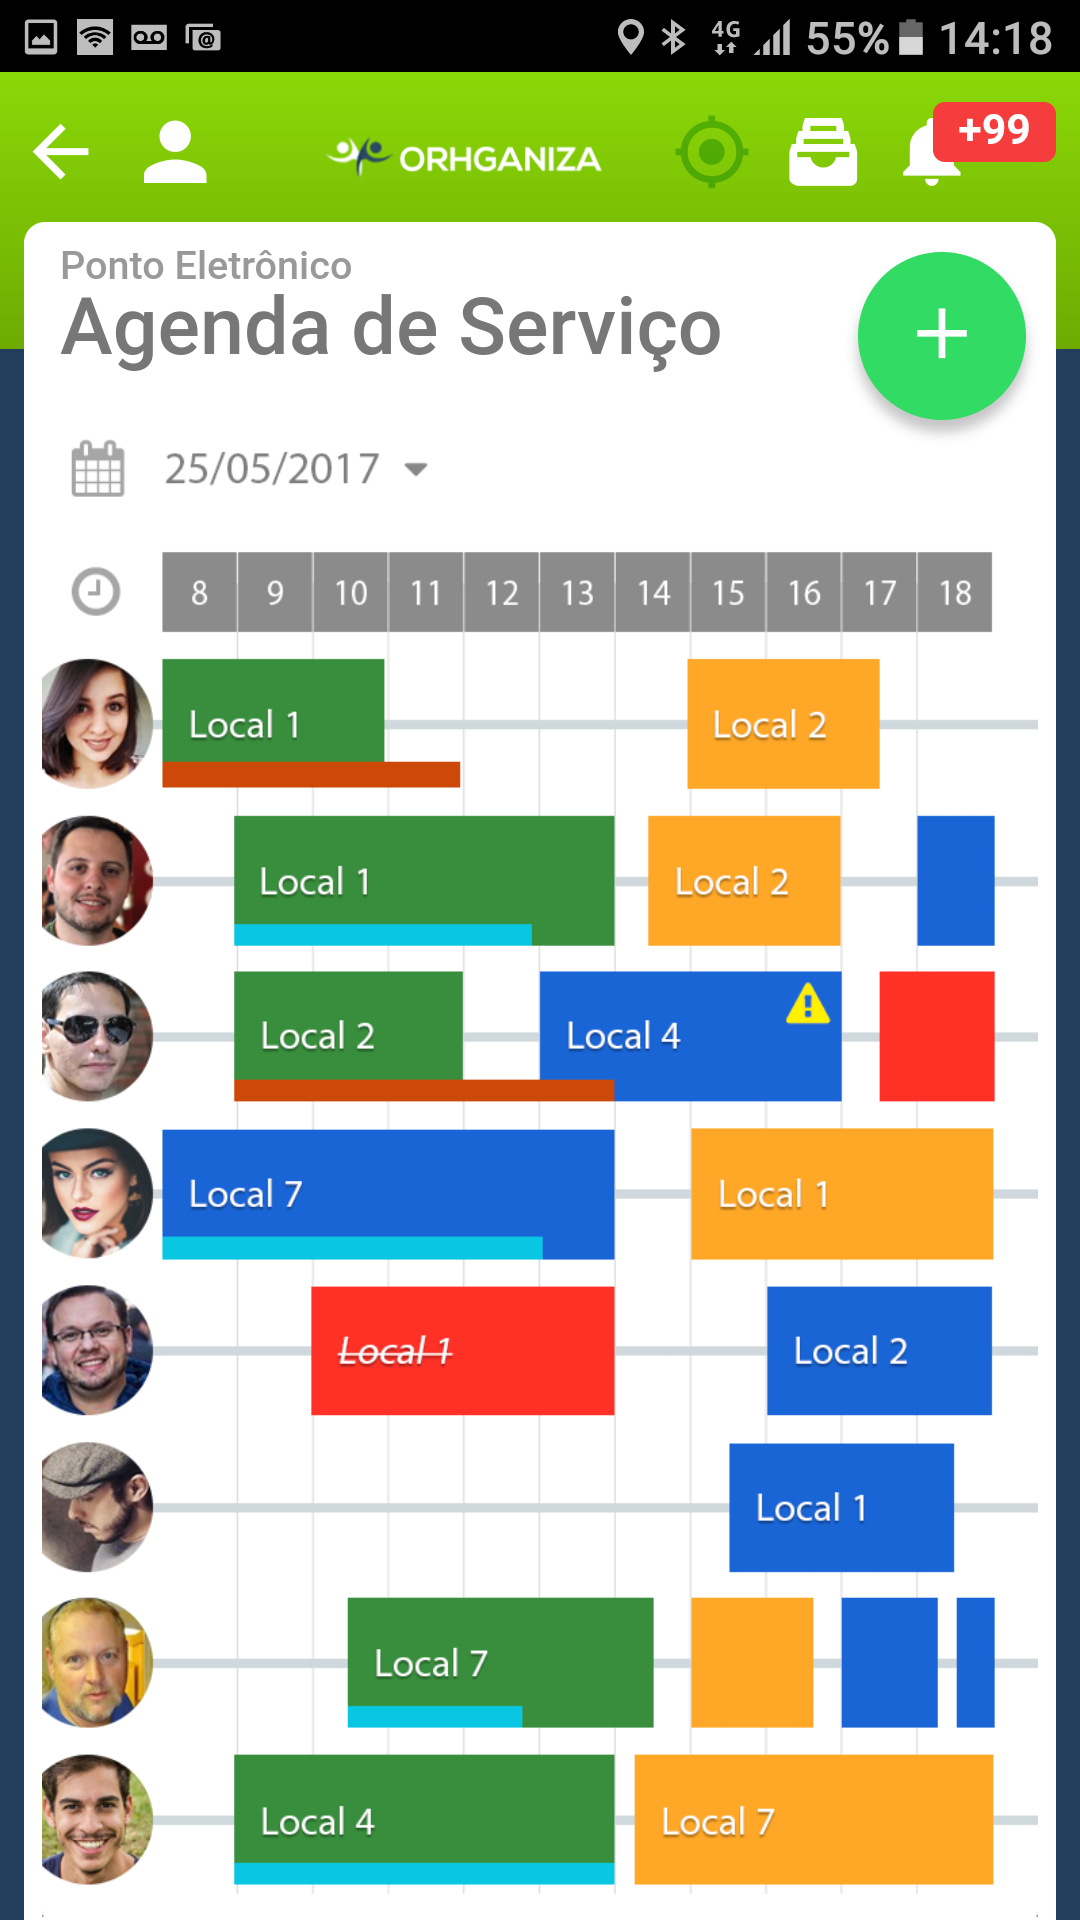 4G 55% 14:18
ORHGANIZA +99
Ponto Eletrônico
Agenda de Serviço
+
25/05/2017
8 9 10 11 12 13 14 15 16 17 18
Local 1 Local 2
Local 1 Local 2
Local 2 Local 4
Local 7 Local 1
Local 1 Local 2
Local 1
Local 7
Local 4 Local 7